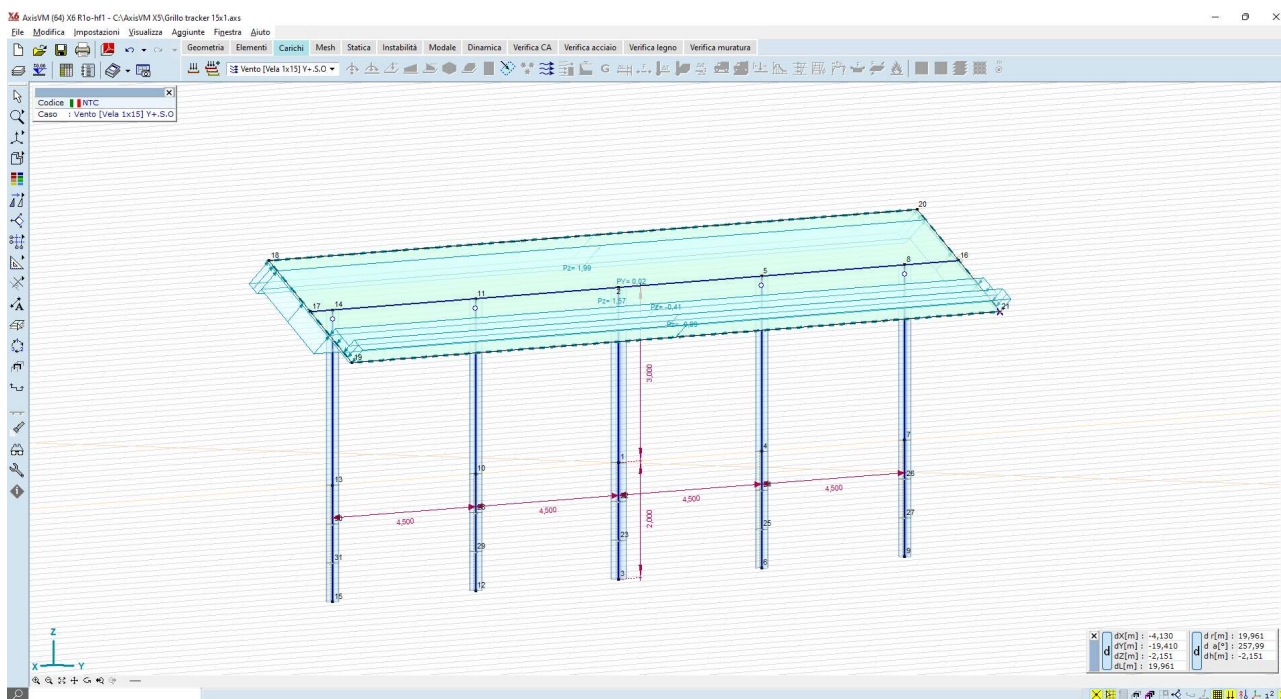 X6 AxisVM (64) X6 R1o-hf1 - C:\AxisVM X5\Grillo tracker 15x1.axs
File Modifica Impostazioni Visualizza Aggiunte Finestra Aiuto
Geometria Elementi Carichi Mesh Statica Instabilità Modale Dinamica Verifica CA Verifica acciaio Verifica legno Verifica muratura
Vento [Vela 1x15] Y+.S.O
Codice NTC
Caso : Vento [Vela 1x15] Y+.S.O
20
18
Pz= 1,99
16
8
5
PY= 0,02
2
11
17 14
Pz= 1,57
-0,41
21
19
3,000
7
4
1
10
13
26
4,500
4,500
4,500
4,500
2,000
27
25
23
29
31
9
6
3
12
15
Z
X Y
d
dX[m] : -4,130
dY[m] : -19,410
dZ[m] : -2,151
dL[m] : 19,961
d
d r[m] : 19,961
d a[°] : 257,99
dh[m] : -2,151